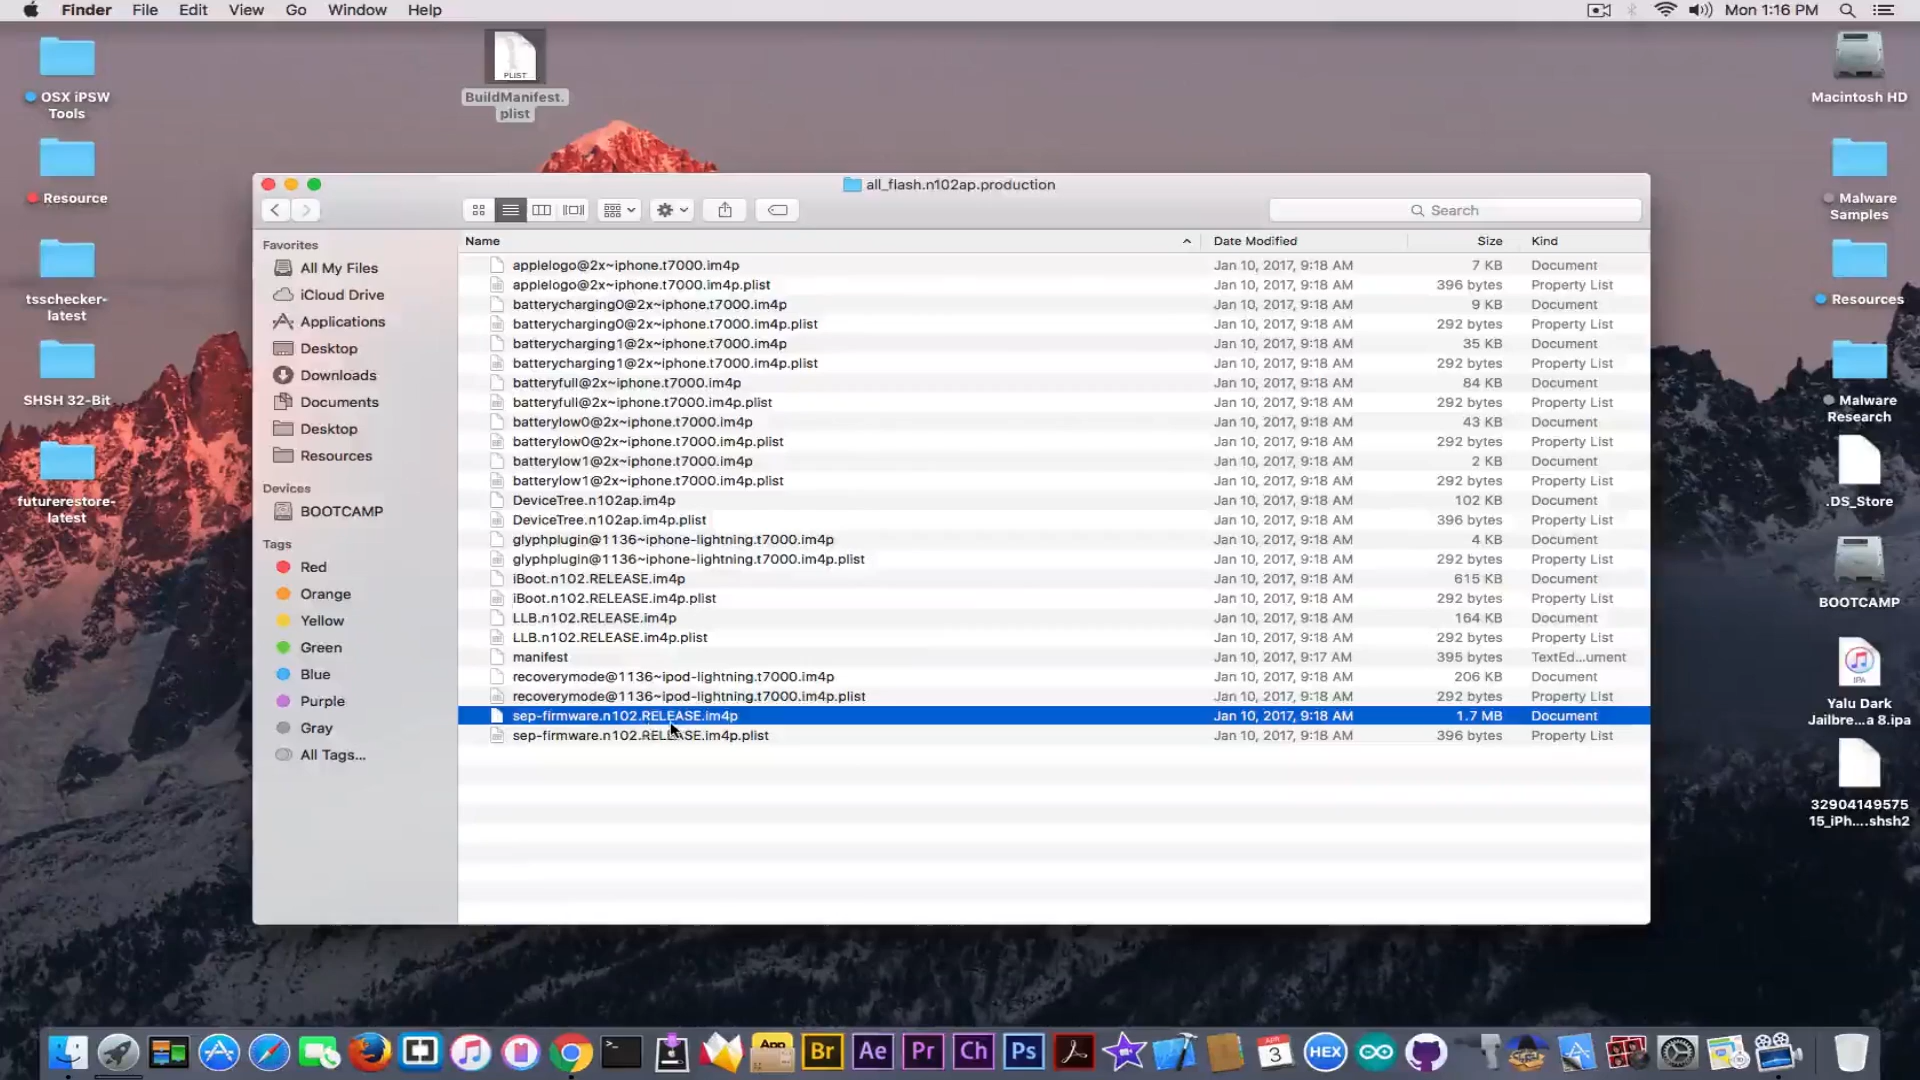 Finder File Edit View Go Window Help Mon 1:16 PM
OSX iPSW
Tools
Resource
tsschecker-
latest
SHSH 32-Bit
futurerestore-
latest
PLIST
BuildManifest.
plist
all_flash.n102ap.production
Search
Favorites
All My Files
iCloud Drive
Applications
Desktop
Downloads
Documents
Desktop
Resources
Devices
BOOTCAMP
Tags
Red
Orange
Yellow
Green
Blue
Purple
Gray
All Tags...
Name Date Modified Size Kind
applelogo@2x~iphone.t7000.im4p Jan 10, 2017, 9:18 AM 7 KB Document
applelogo@2x~iphone.t7000.im4p.plist Jan 10, 2017, 9:18 AM 396 bytes Property List
batterycharging0@2x~iphone.t7000.im4p Jan 10, 2017, 9:18 AM 9 KB Document
batterycharging0@2x~iphone.t7000.im4p.plist Jan 10, 2017, 9:18 AM 292 bytes Property List
batterycharging1@2x~iphone.t7000.im4p Jan 10, 2017, 9:18 AM 35 KB Document
batterycharging1@2x~iphone.t7000.im4p.plist Jan 10, 2017, 9:18 AM 292 bytes Property List
batteryfull@2x~iphone.t7000.im4p Jan 10, 2017, 9:18 AM 84 KB Document
batteryfull@2x~iphone.t7000.im4p.plist Jan 10, 2017, 9:18 AM 292 bytes Property List
batterylow0@2x~iphone.t7000.im4p Jan 10, 2017, 9:18 AM 43 KB Document
batterylow0@2x~iphone.t7000.im4p.plist Jan 10, 2017, 9:18 AM 292 bytes Property List
batterylow1@2x~iphone.t7000.im4p Jan 10, 2017, 9:18 AM 2 KB Document
batterylow1@2x~iphone.t7000.im4p.plist Jan 10, 2017, 9:18 AM 292 bytes Property List
DeviceTree.n102ap.im4p Jan 10, 2017, 9:18 AM 102 KB Document
DeviceTree.n102ap.im4p.plist Jan 10, 2017, 9:18 AM 396 bytes Property List
glyphplugin@1136~iphone-lightning.t7000.im4p Jan 10, 2017, 9:18 AM 4 KB Document
glyphplugin@1136~iphone-lightning.t7000.im4p.plist Jan 10, 2017, 9:18 AM 292 bytes Property List
iBoot.n102.RELEASE.im4p Jan 10, 2017, 9:18 AM 615 KB Document
iBoot.n102.RELEASE.im4p.plist Jan 10, 2017, 9:18 AM 292 bytes Property List
LLB.n102.RELEASE.im4p Jan 10, 2017, 9:18 AM 164 KB Document
LLB.n102.RELEASE.im4p.plist Jan 10, 2017, 9:18 AM 292 bytes Property List
manifest Jan 10, 2017, 9:17 AM 395 bytes TextEd...ument
recoverymode@1136~ipod-lightning.t7000.im4p Jan 10, 2017, 9:18 AM 206 KB Document
recoverymode@1136~ipod-lightning.t7000.im4p.plist Jan 10, 2017, 9:18 AM 292 bytes Property List
sep-firmware.n102.RELEASE.im4p Jan 10, 2017, 9:18 AM 1.7 MB Document
sep-firmware.n102.RELEASE.im4p.plist Jan 10, 2017, 9:18 AM 396 bytes Property List
Macintosh HD
Malware
Samples
Resources
Malware
Research
.DS_Store
BOOTCAMP
IPA
Yalu Dark
Jailbre...a 8.ipa
32904149575
15_iPh....shsh2
App Br Ae Pr Ch Ps APR 3 HEX